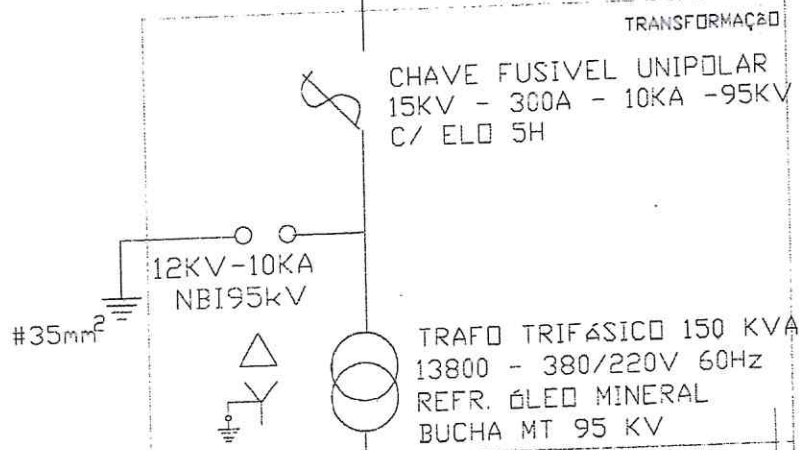 TRANSFORMAÇÃO
CHAVE FUSIVEL UNIPOLAR
15KV - 300A - 10KA -95KV
C/ ELO 5H
12KV-10KA
NBI95kV
#35mm²
TRAFO TRIFÁSICO 150 KVA
13800 - 380/220V 60Hz
REFR. ÓLEO MINERAL
BUCHA MT 95 KV